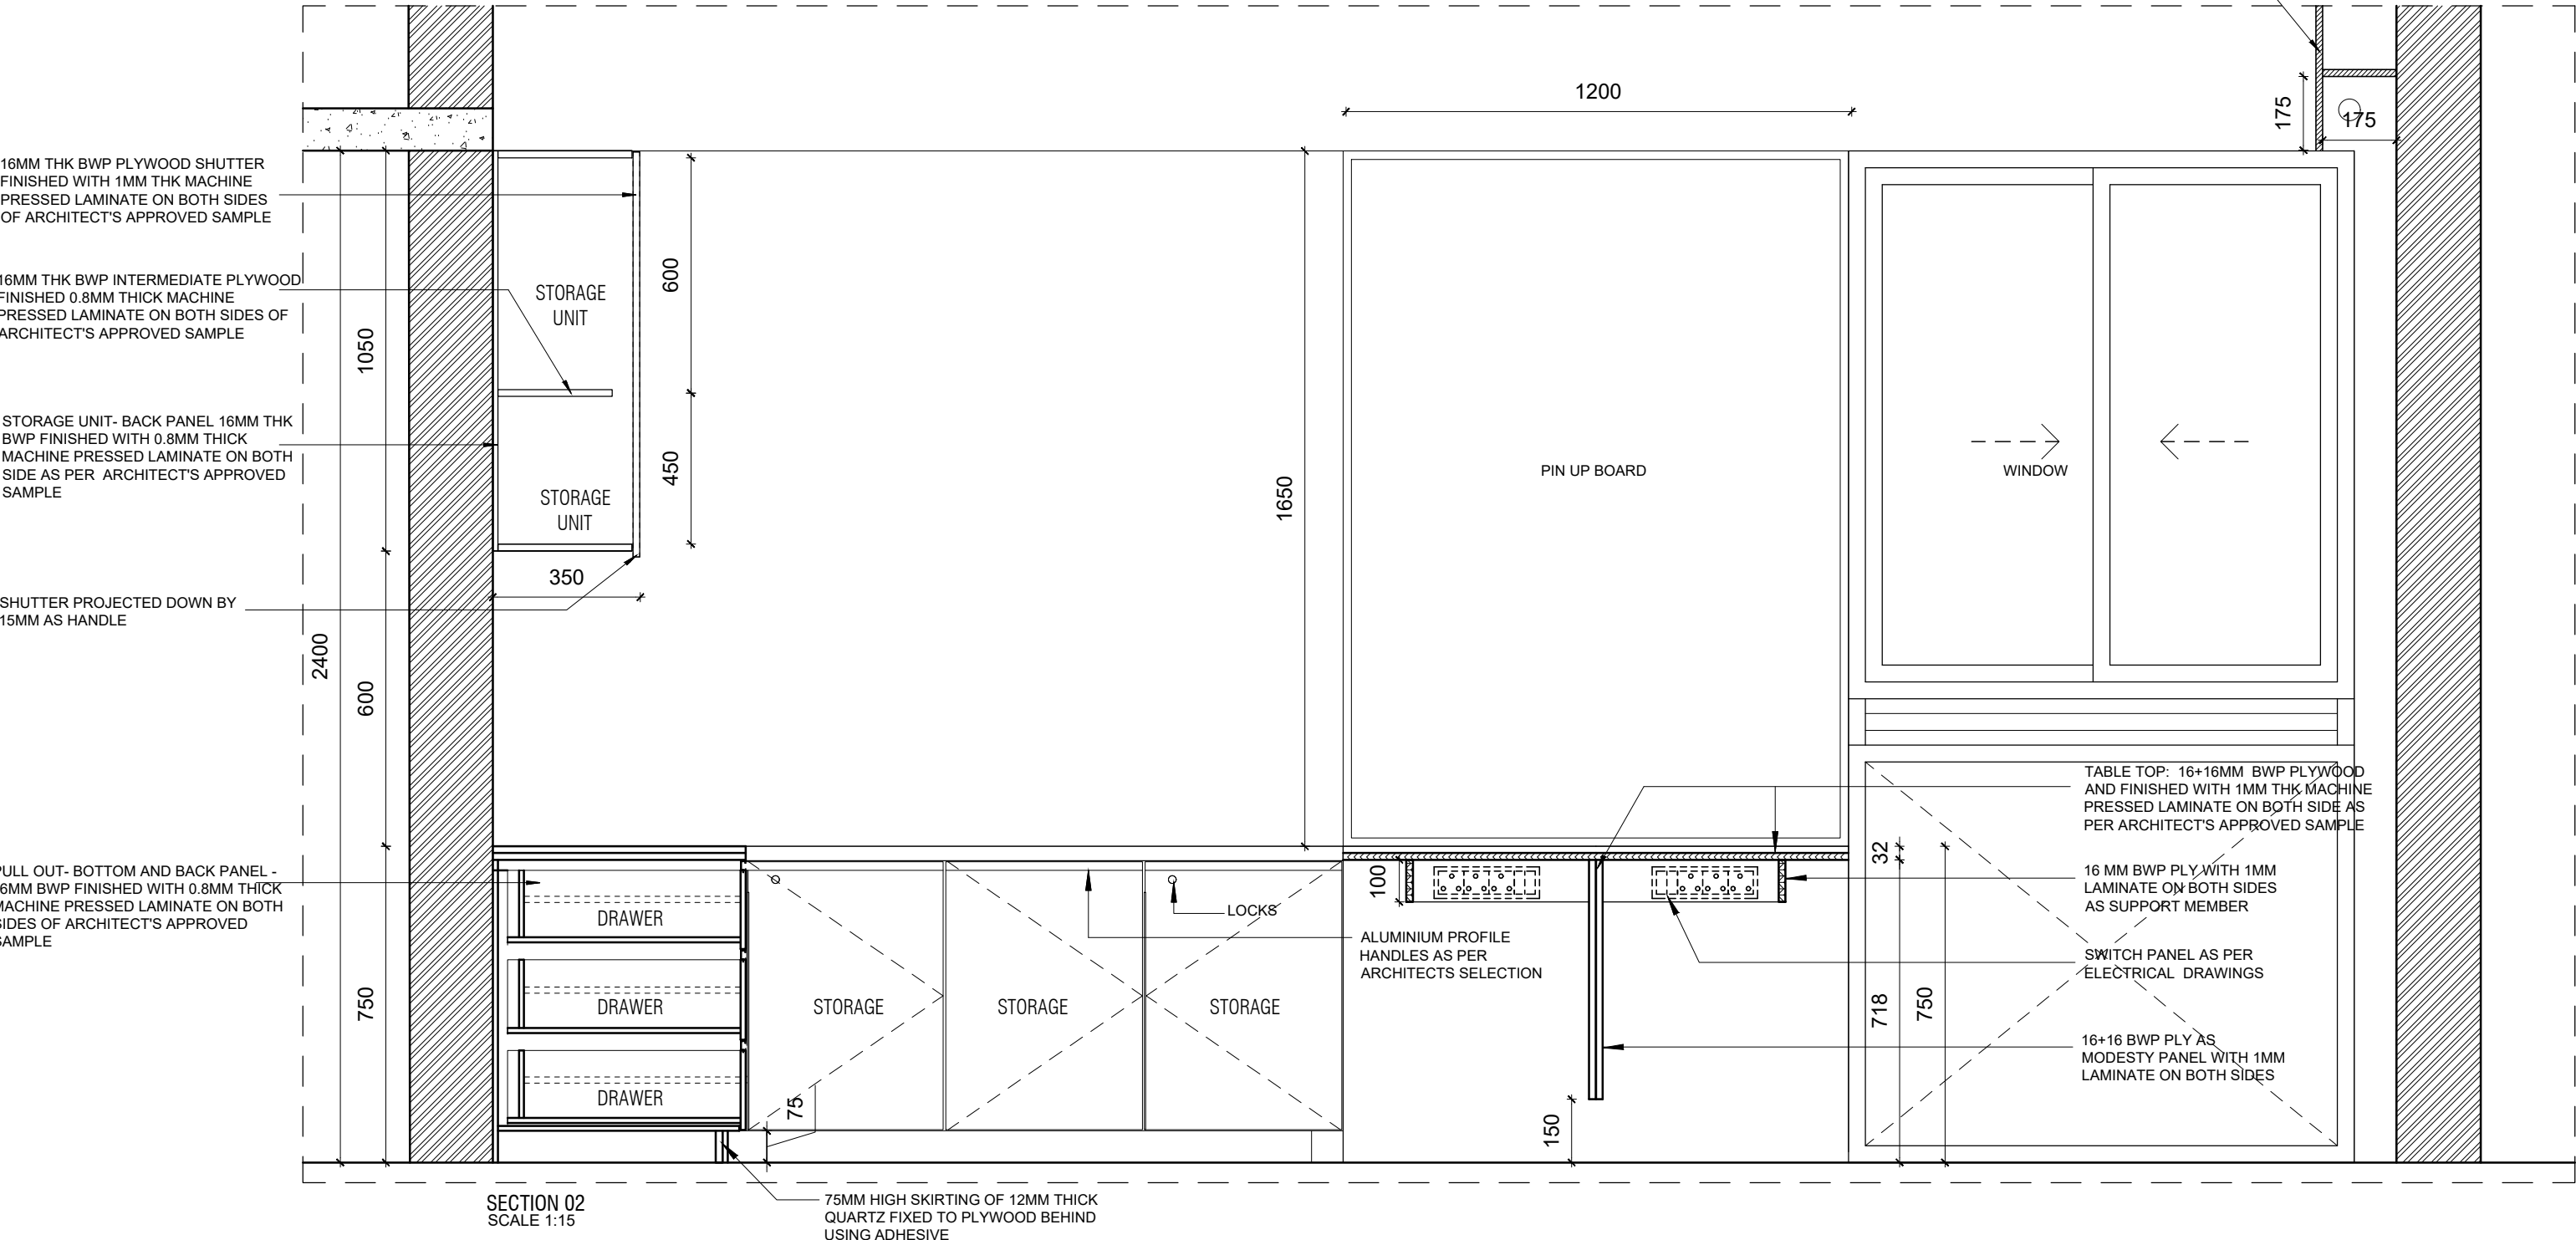 16MM THK BWP PLYWOOD SHUTTER
FINISHED WITH 1MM THK MACHINE
PRESSED LAMINATE ON BOTH SIDES
OF ARCHITECT'S APPROVED SAMPLE
16MM THK BWP INTERMEDIATE PLYWOOD
FINISHED 0.8MM THICK MACHINE
PRESSED LAMINATE ON BOTH SIDES OF
ARCHITECT'S APPROVED SAMPLE
STORAGE UNIT- BACK PANEL 16MM THK
BWP FINISHED WITH 0.8MM THICK
MACHINE PRESSED LAMINATE ON BOTH
SIDE AS PER ARCHITECT'S APPROVED
SAMPLE
SHUTTER PROJECTED DOWN BY
15MM AS HANDLE
PULL OUT- BOTTOM AND BACK PANEL -
6MM BWP FINISHED WITH 0.8MM THICK
MACHINE PRESSED LAMINATE ON BOTH
SIDES OF ARCHITECT'S APPROVED
SAMPLE
2400
1050
600
750
STORAGE
UNIT
STORAGE
UNIT
600
450
350
1650
1200
PIN UP BOARD
WINDOW
175
175
DRAWER
DRAWER
DRAWER
STORAGE
STORAGE
STORAGE
LOCKS
75
100
ALUMINIUM PROFILE
HANDLES AS PER
ARCHITECTS SELECTION
150
32
718
750
TABLE TOP: 16+16MM BWP PLYWOOD
AND FINISHED WITH 1MM THK MACHINE
PRESSED LAMINATE ON BOTH SIDE AS
PER ARCHITECT'S APPROVED SAMPLE
16 MM BWP PLY WITH 1MM
LAMINATE ON BOTH SIDES
AS SUPPORT MEMBER
SWITCH PANEL AS PER
ELECTRICAL DRAWINGS
16+16 BWP PLY AS
MODESTY PANEL WITH 1MM
LAMINATE ON BOTH SIDES
75MM HIGH SKIRTING OF 12MM THICK
QUARTZ FIXED TO PLYWOOD BEHIND
USING ADHESIVE
SECTION 02
SCALE 1:15